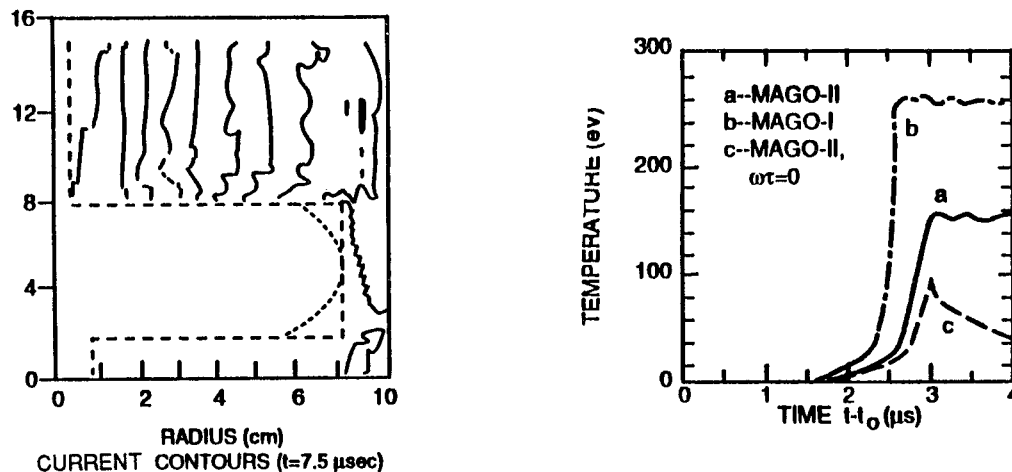 16
12
8
4
0
0 2 4 6 8 10
RADIUS (cm)
CURRENT CONTOURS (t=7.5 μsec)
300
200
100
0
TEMPERATURE (ev)
a--MAGO-II
b--MAGO-I
c--MAGO-II,
ωτ=0
b
a
c
0 1 2 3 4
TIME t-to (μs)